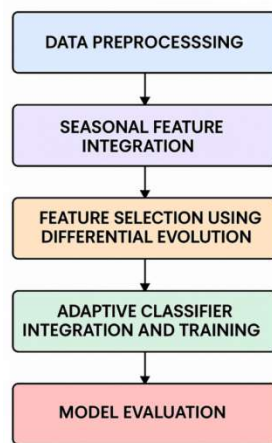 DATA PREPROCESSSING
SEASONAL FEATURE
INTEGRATION
FEATURE SELECTION USING
DIFFERENTIAL EVOLUTION
ADAPTIVE CLASSIFIER
INTEGRATION AND TRAINING
MODEL EVALUATION